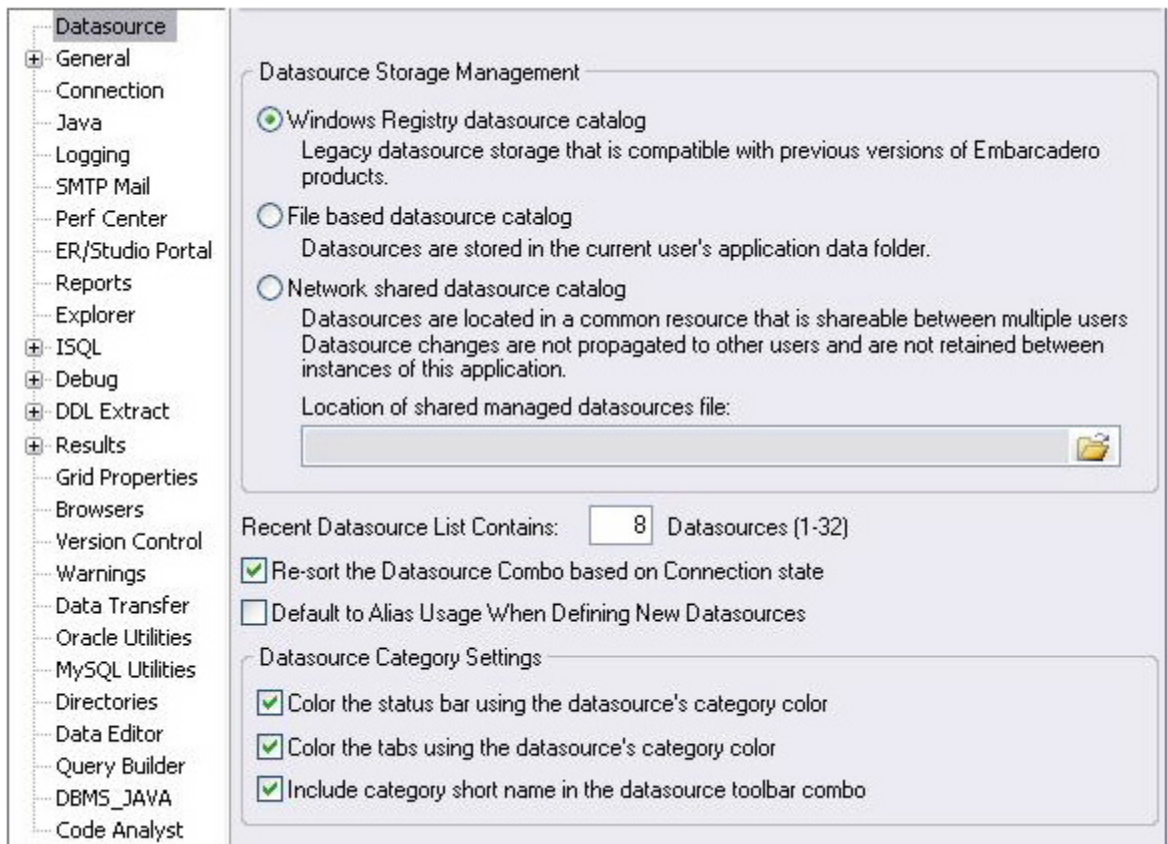 Datasource
General
Connection
Java
Logging
SMTP Mail
Perf Center
ER/Studio Portal
Reports
Explorer
ISQL
Debug
DDL Extract
Results
Grid Properties
Browsers
Version Control
Warnings
Data Transfer
Oracle Utilities
MySQL Utilities
Directories
Data Editor
Query Builder
DBMS_JAVA
Code Analyst
Datasource Storage Management
Windows Registry datasource catalog
Legacy datasource storage that is compatible with previous versions of Embarcadero
products.
File based datasource catalog
Datasources are stored in the current user's application data folder.
Network shared datasource catalog
Datasources are located in a common resource that is shareable between multiple users
Datasource changes are not propagated to other users and are not retained between
instances of this application.
Location of shared managed datasources file:
Recent Datasource List Contains: 8 Datasources (1-32)
Re-sort the Datasource Combo based on Connection state
Default to Alias Usage When Defining New Datasources
Datasource Category Settings
Color the status bar using the datasource's category color
Color the tabs using the datasource's category color
Include category short name in the datasource toolbar combo